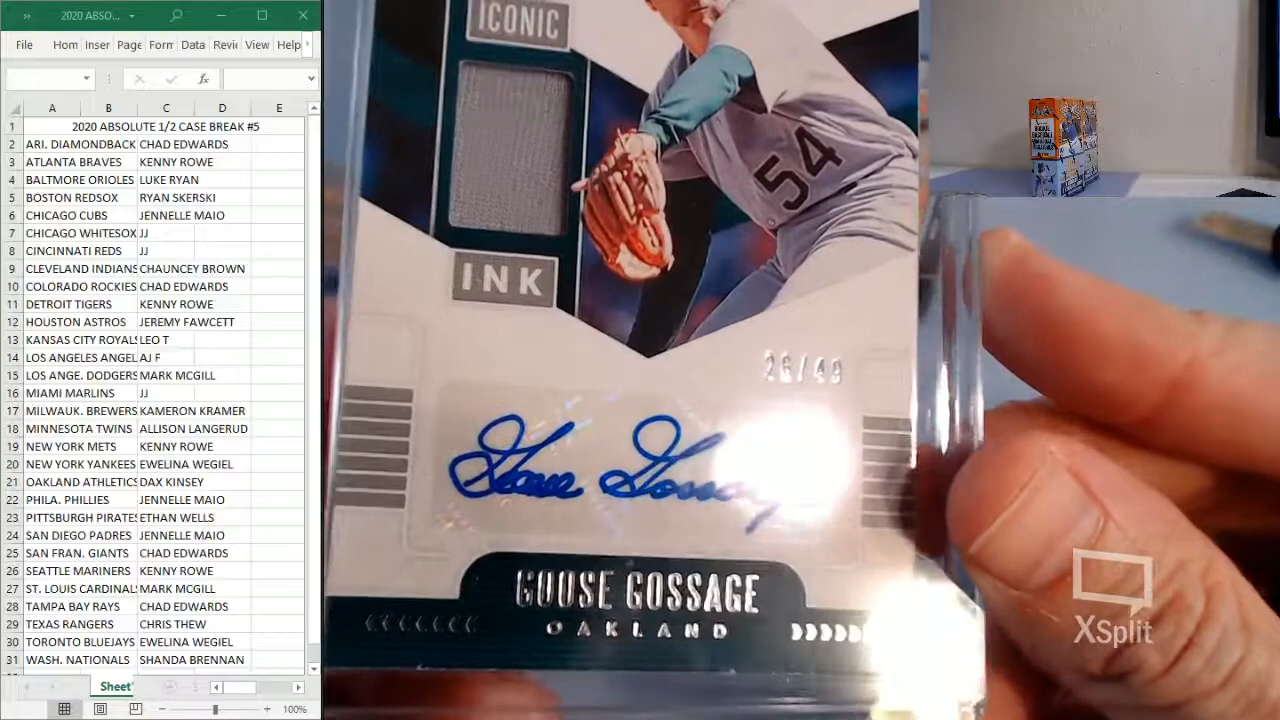 2020 ABSO...
File Hom Inser Page Form Data Revie View Help
fx
A B C D E
1 2020 ABSOLUTE 1/2 CASE BREAK #5
2 ARI. DIAMONDBACK CHAD EDWARDS
3 ATLANTA BRAVES KENNY ROWE
4 BALTMORE ORIOLES LUKE RYAN
5 BOSTON REDSOX RYAN SKERSKI
6 CHICAGO CUBS JENNELLE MAIO
7 CHICAGO WHITESOX JJ
8 CINCINNATI REDS JJ
9 CLEVELAND INDIANS CHAUNCEY BROWN
10 COLORADO ROCKIES CHAD EDWARDS
11 DETROIT TIGERS KENNY ROWE
12 HOUSTON ASTROS JEREMY FAWCETT
13 KANSAS CITY ROYALS LEO T
14 LOS ANGELES ANGEL AJ F
15 LOS ANGE. DODGERS MARK MCGILL
16 MIAMI MARLINS JJ
17 MILWAUK. BREWERS KAMERON KRAMER
18 MINNESOTA TWINS ALLISON LANGERUD
19 NEW YORK METS KENNY ROWE
20 NEW YORK YANKEES EWELINA WEGIEL
21 OAKLAND ATHLETICS DAX KINSEY
22 PHILA. PHILLIES JENNELLE MAIO
23 PITTSBURGH PIRATES ETHAN WELLS
24 SAN DIEGO PADRES JENNELLE MAIO
25 SAN FRAN. GIANTS CHAD EDWARDS
26 SEATTLE MARINERS KENNY ROWE
27 ST. LOUIS CARDINALS MARK MCGILL
28 TAMPA BAY RAYS CHAD EDWARDS
29 TEXAS RANGERS CHRIS THEW
30 TORONTO BLUEJAYS EWELINA WEGIEL
31 WASH. NATIONALS SHANDA BRENNAN
Sheet
100%
ICONIC
54
INK
26/49
Goose Gossage
GOOSE GOSSAGE
OAKLAND
XSplit